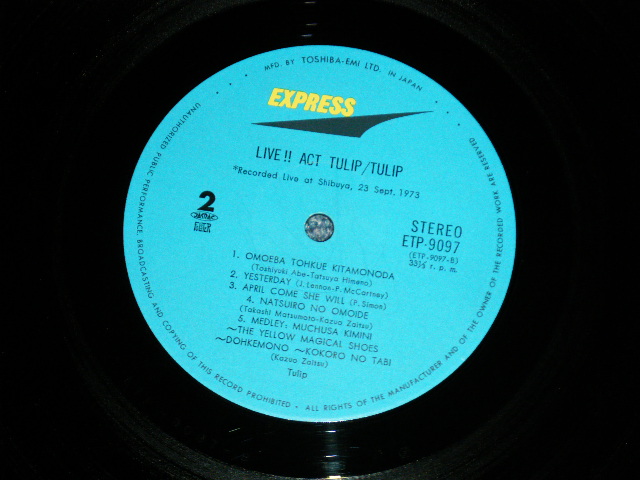 MFD. BY TOSHIBA-EMI LTD. IN JAPAN
EXPRESS
LIVE!! ACT TULIP/TULIP
*Recorded Live at Shibuya, 23 Sept, 1973
2
STEREO
ETP-9097
(ETP-9097-B)
33⅓ r. p. m.
1. OMOEBA TOHKUE KITAMONODA
(Toshiyuki Abe-Tatsuya Himeno)
2. YESTERDAY (J. Lennon-P. McCartney)
3. APRIL COME SHE WILL (P. Simon)
4. NATSUIRO NO OMOIDE
(Takashi Matsumoto-Kazuo Zaitsu)
5. MEDLEY; MUCHUSA KIMINI
~THE YELLOW MAGICAL SHOES
~DOHKEMONO ~KOKORO NO TABI
(Kazuo Zaitsu)
Tulip
UNAUTHORIZED PUBLIC PERFORMANCE, BROADCASTING AND COPYING OF THIS RECORD PROHIBITED • ALL RIGHTS OF THE MANUFACTURER AND OF THE OWNER OF THE RECORDED WORK ARE RESERVED